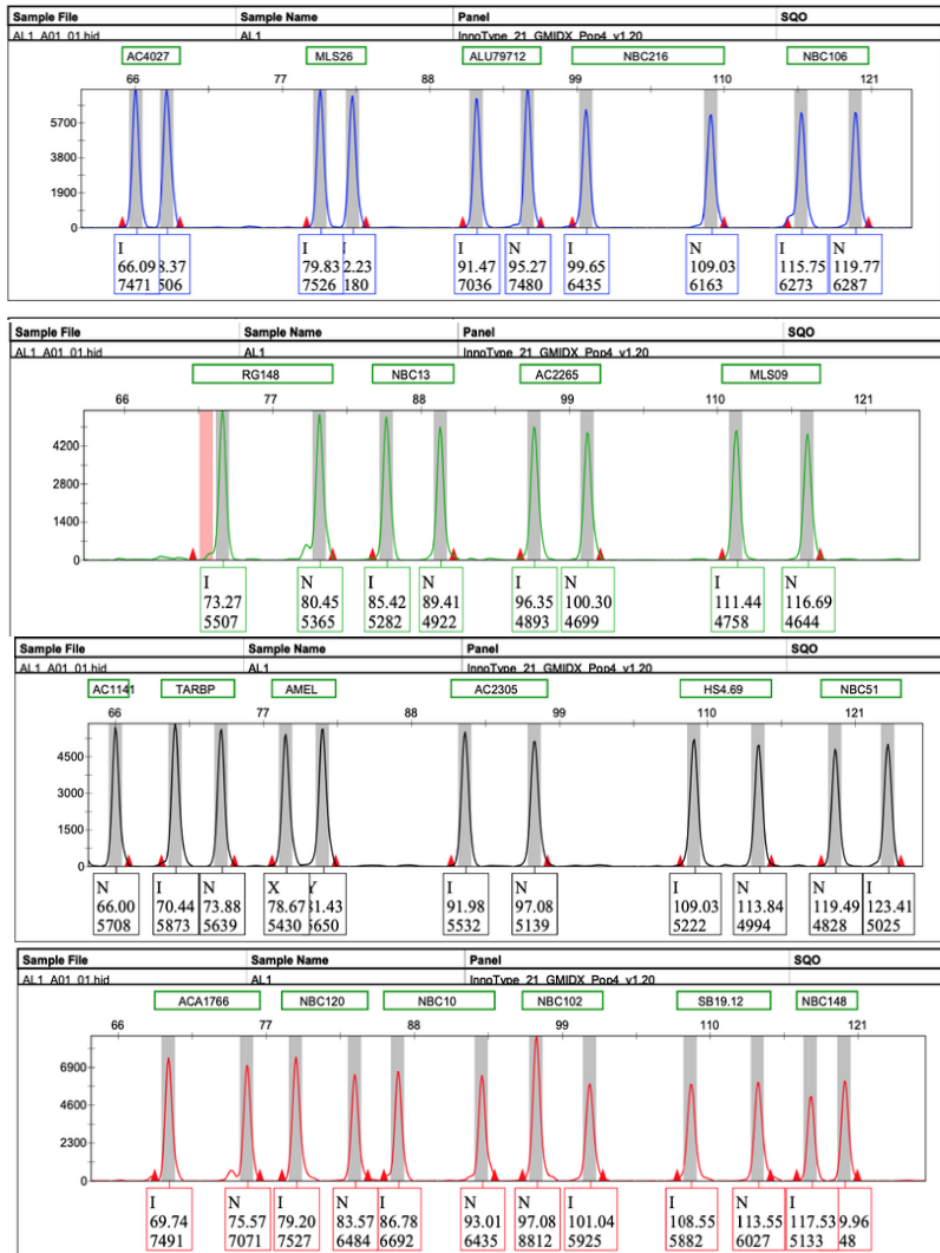 Sample File Sample Name Panel SQO
AL1_A01_01.hid AL1 InnoType_21_GMIDX_Pop4_v1.20
AC4027 MLS26 ALU79712 NBC216 NBC106
66 77 88 99 110 121
5700
3800
1900
0
I I I N I N I N
66.09 8.37 79.83 2.23 91.47 95.27 99.65 109.03 115.75 119.77
7471 506 7526 180 7036 7480 6435 6163 6273 6287
Sample File Sample Name Panel SQO
AL1_A01_01.hid AL1 InnoType_21_GMIDX_Pop4_v1.20
RG148 NBC13 AC2265 MLS09
66 77 88 99 110 121
4200
2800
1400
0
I N I N I N I N
73.27 80.45 85.42 89.41 96.35 100.30 111.44 116.69
5507 5365 5282 4922 4893 4699 4758 4644
Sample File Sample Name Panel SQO
AL1_A01_01.hid AL1 InnoType_21_GMIDX_Pop4_v1.20
AC1141 TARBP AMEL AC2305 HS4.69 NBC51
66 77 88 99 110 121
4500
3000
1500
0
N I N X Y I N I N N I
66.00 70.44 73.88 78.67 31.43 91.98 97.08 109.03 113.84 119.49 123.41
5708 5873 5639 5430 5650 5532 5139 5222 4994 4828 5025
Sample File Sample Name Panel SQO
AL1_A01_01.hid AL1 InnoType_21_GMIDX_Pop4_v1.20
ACA1766 NBC120 NBC10 NBC102 SB19.12 NBC148
66 77 88 99 110 121
6900
4600
2300
0
I N I N I N N I I N I
69.74 75.57 79.20 83.57 86.78 93.01 97.08 101.04 108.55 113.55 117.53 9.96
7491 7071 7527 6484 6692 6435 8812 5925 5882 6027 5133 48